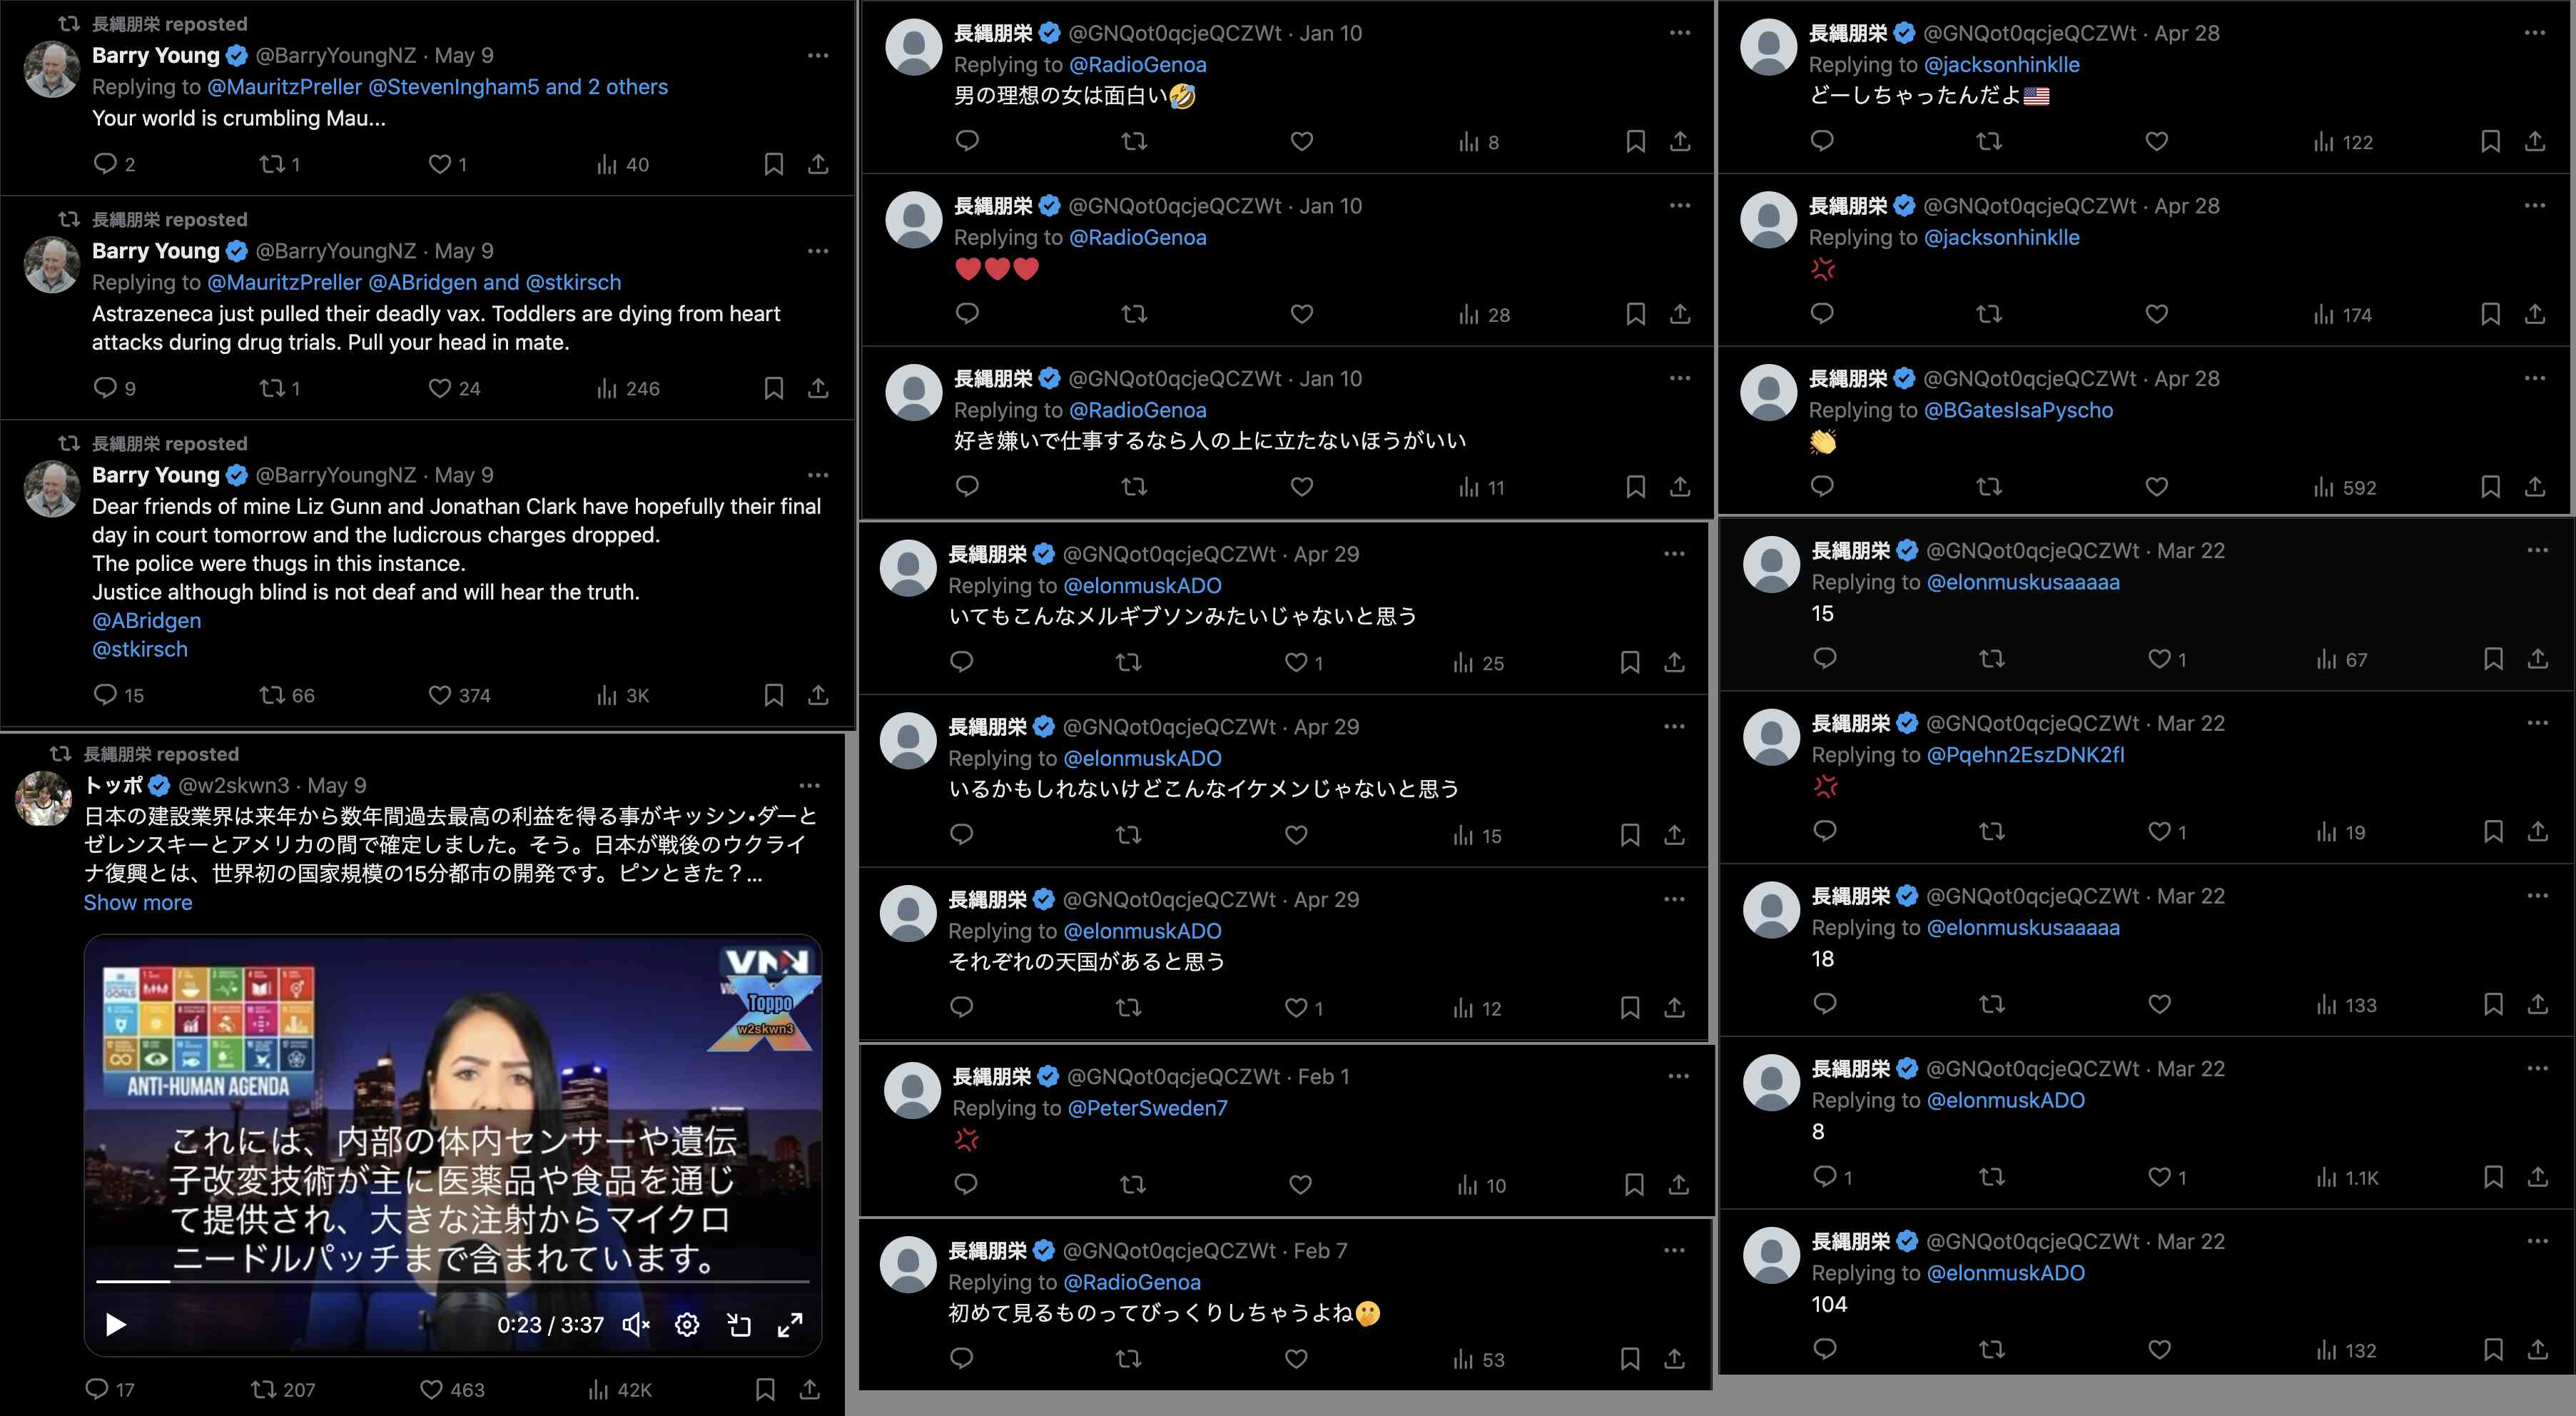 長縄朋栄 reposted
Barry Young @BarryYoungNZ · May 9
Replying to @MauritzPreller @StevenIngham5 and 2 others
Your world is crumbling Mau...
2 1 1 40
長縄朋栄 reposted
Barry Young @BarryYoungNZ · May 9
Replying to @MauritzPreller @ABridgen and @stkirsch
Astrazeneca just pulled their deadly vax. Toddlers are dying from heart
attacks during drug trials. Pull your head in mate.
9 1 24 246
長縄朋栄 reposted
Barry Young @BarryYoungNZ · May 9
Dear friends of mine Liz Gunn and Jonathan Clark have hopefully their final
day in court tomorrow and the ludicrous charges dropped.
The police were thugs in this instance.
Justice although blind is not deaf and will hear the truth.
@ABridgen
@stkirsch
15 66 374 3K
長縄朋栄 reposted
トッポ @w2skwn3 · May 9
日本の建設業界は来年から数年間過去最高の利益を得る事がキッシン•ダーと
ゼレンスキーとアメリカの間で確定しました。そう。日本が戦後のウクライ
ナ復興とは、世界初の国家規模の15分都市の開発です。ピンときた？...
Show more
VNN
Toppo
w2skwn3
ANTI-HUMAN AGENDA
これには、内部の体内センサーや遺伝
子改変技術が主に医薬品や食品を通じ
て提供され、大きな注射からマイクロ
ニードルパッチまで含まれています。
0:23 / 3:37
17 207 463 42K
長縄朋栄 @GNQot0qcjeQCZWt · Jan 10
Replying to @RadioGenoa
男の理想の女は面白い🤣
8
長縄朋栄 @GNQot0qcjeQCZWt · Jan 10
Replying to @RadioGenoa
❤️❤️❤️
28
長縄朋栄 @GNQot0qcjeQCZWt · Jan 10
Replying to @RadioGenoa
好き嫌いで仕事するなら人の上に立たないほうがいい
11
長縄朋栄 @GNQot0qcjeQCZWt · Apr 29
Replying to @elonmuskADO
いてもこんなメルギブソンみたいじゃないと思う
1 25
長縄朋栄 @GNQot0qcjeQCZWt · Apr 29
Replying to @elonmuskADO
いるかもしれないけどこんなイケメンじゃないと思う
15
長縄朋栄 @GNQot0qcjeQCZWt · Apr 29
Replying to @elonmuskADO
それぞれの天国があると思う
1 12
長縄朋栄 @GNQot0qcjeQCZWt · Feb 1
Replying to @PeterSweden7
💢
10
長縄朋栄 @GNQot0qcjeQCZWt · Feb 7
Replying to @RadioGenoa
初めて見るものってびっくりしちゃうよね🫢
53
長縄朋栄 @GNQot0qcjeQCZWt · Apr 28
Replying to @jacksonhinklle
どーしちゃったんだよ🇺🇸
122
長縄朋栄 @GNQot0qcjeQCZWt · Apr 28
Replying to @jacksonhinklle
💢
174
長縄朋栄 @GNQot0qcjeQCZWt · Apr 28
Replying to @BGatesIsaPyscho
👏
592
長縄朋栄 @GNQot0qcjeQCZWt · Mar 22
Replying to @elonmuskusaaaaa
15
1 67
長縄朋栄 @GNQot0qcjeQCZWt · Mar 22
Replying to @Pqehn2EszDNK2fI
💢
1 19
長縄朋栄 @GNQot0qcjeQCZWt · Mar 22
Replying to @elonmuskusaaaaa
18
133
長縄朋栄 @GNQot0qcjeQCZWt · Mar 22
Replying to @elonmuskADO
8
1 1 1.1K
長縄朋栄 @GNQot0qcjeQCZWt · Mar 22
Replying to @elonmuskADO
104
132